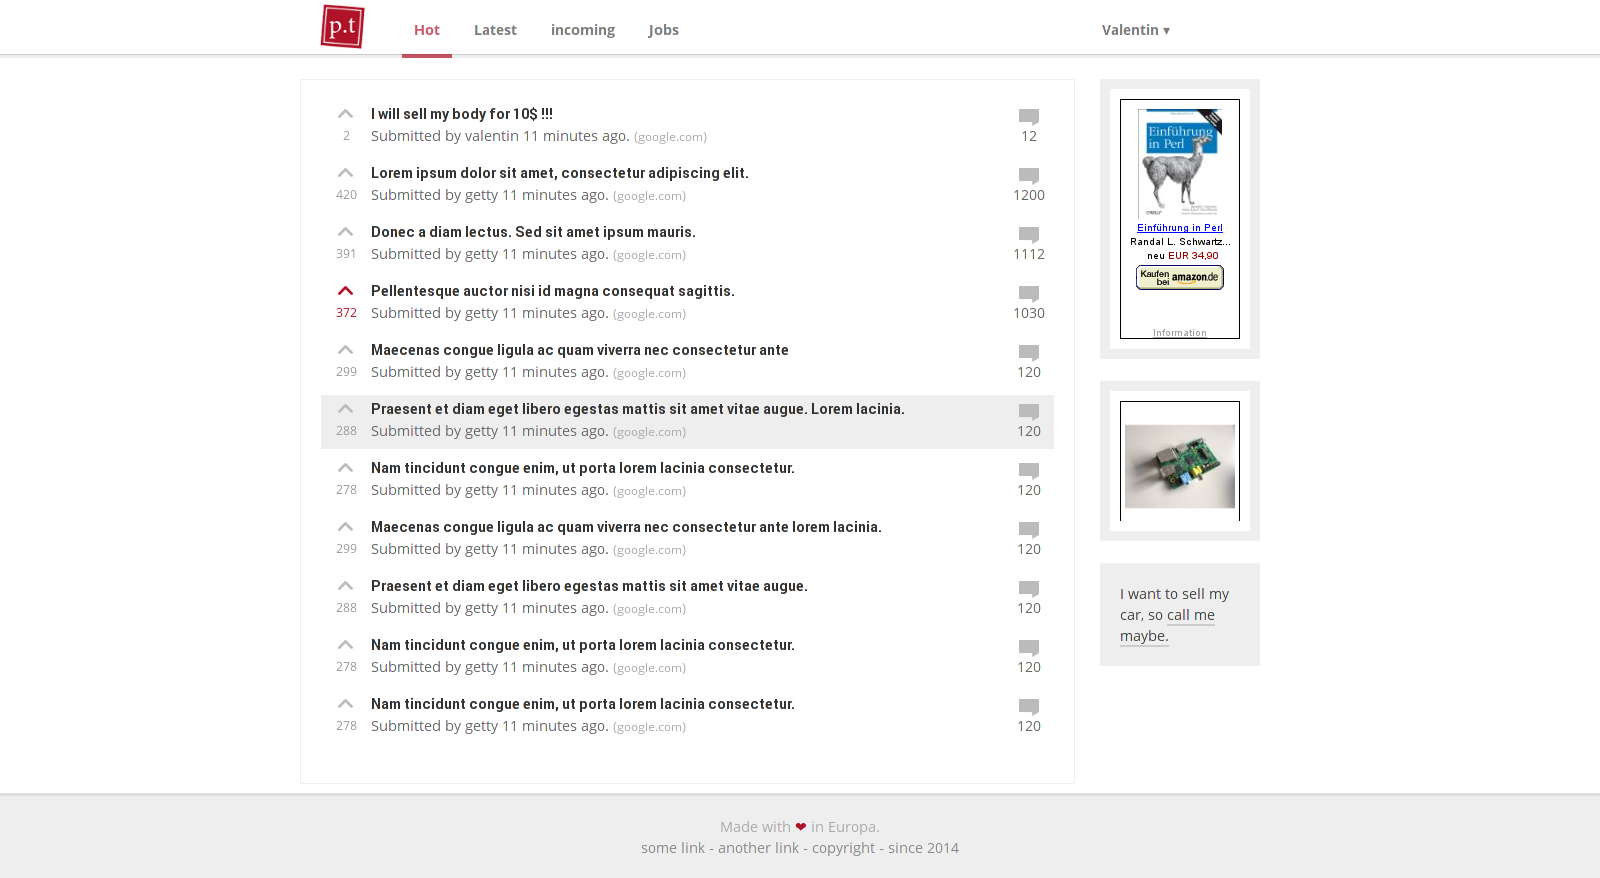 p.t
Hot
Latest
incoming
Jobs
Valentin ▾
I will sell my body for 10$ !!!
2
Submitted by valentin 11 minutes ago. (google.com)
12
Lorem ipsum dolor sit amet, consectetur adipiscing elit.
420
Submitted by getty 11 minutes ago. (google.com)
1200
Donec a diam lectus. Sed sit amet ipsum mauris.
391
Submitted by getty 11 minutes ago. (google.com)
1112
Pellentesque auctor nisi id magna consequat sagittis.
372
Submitted by getty 11 minutes ago. (google.com)
1030
Maecenas congue ligula ac quam viverra nec consectetur ante
299
Submitted by getty 11 minutes ago. (google.com)
120
Praesent et diam eget libero egestas mattis sit amet vitae augue. Lorem lacinia.
288
Submitted by getty 11 minutes ago. (google.com)
120
Nam tincidunt congue enim, ut porta lorem lacinia consectetur.
278
Submitted by getty 11 minutes ago. (google.com)
120
Maecenas congue ligula ac quam viverra nec consectetur ante lorem lacinia.
299
Submitted by getty 11 minutes ago. (google.com)
120
Praesent et diam eget libero egestas mattis sit amet vitae augue.
288
Submitted by getty 11 minutes ago. (google.com)
120
Nam tincidunt congue enim, ut porta lorem lacinia consectetur.
278
Submitted by getty 11 minutes ago. (google.com)
120
Nam tincidunt congue enim, ut porta lorem lacinia consectetur.
278
Submitted by getty 11 minutes ago. (google.com)
120
Einführung
in Perl
O'REILLY
Einführung in Perl
Randal L. Schwartz...
neu EUR 34,90
Kaufen
bei amazon.de
Information
I want to sell my
car, so call me
maybe.
Made with ❤ in Europa.
some link - another link - copyright - since 2014